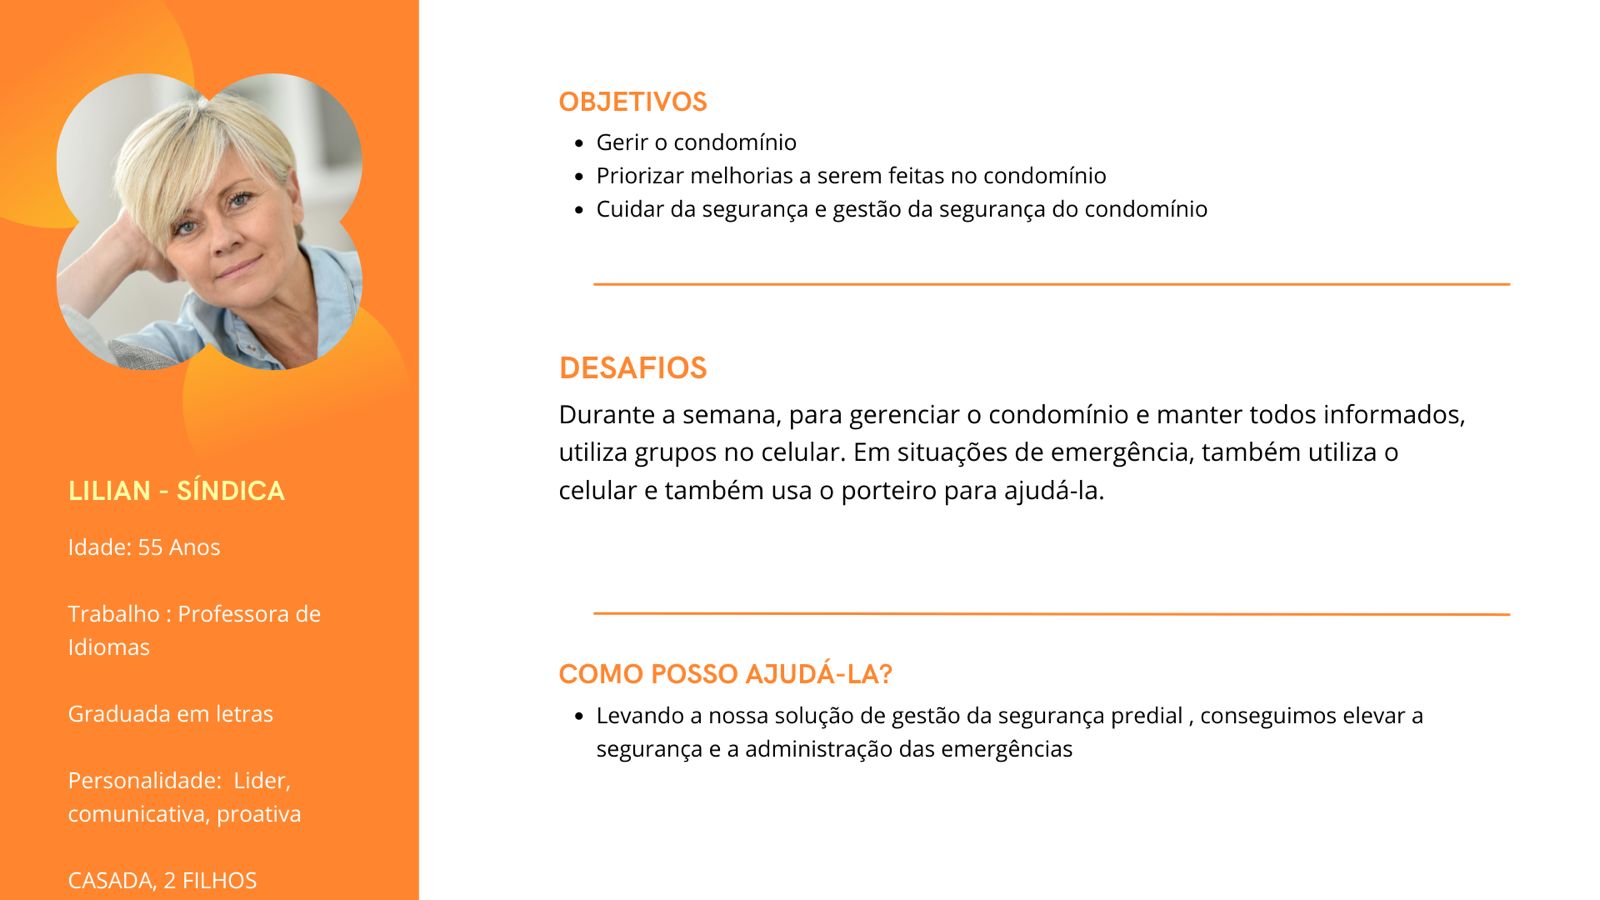 LILIAN - SÍNDICA
Idade: 55 Anos
Trabalho : Professora de
Idiomas
Graduada em letras
Personalidade:  Lider,
comunicativa, proativa
CASADA, 2 FILHOS
OBJETIVOS
• Gerir o condomínio
• Priorizar melhorias a serem feitas no condomínio
• Cuidar da segurança e gestão da segurança do condomínio
DESAFIOS
Durante a semana, para gerenciar o condomínio e manter todos informados,
utiliza grupos no celular. Em situações de emergência, também utiliza o
celular e também usa o porteiro para ajudá-la.
COMO POSSO AJUDÁ-LA?
• Levando a nossa solução de gestão da segurança predial , conseguimos elevar a
segurança e a administração das emergências